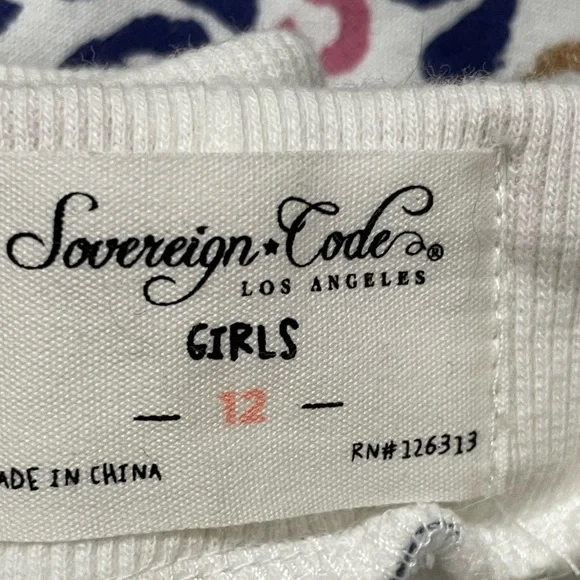 Sovereign★Code®
LOS ANGELES
GIRLS
— 12 —
RN#126313
ADE IN CHINA